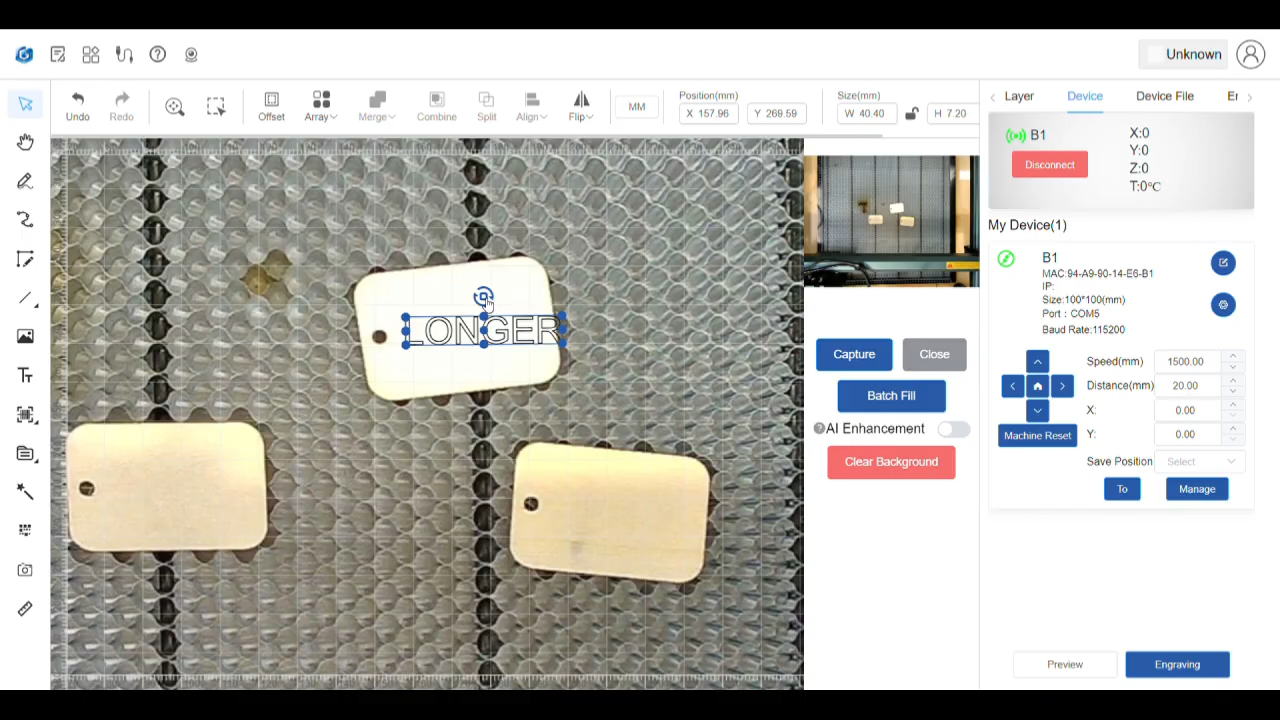 Unknown
Undo
Redo
Offset
Array
Merge
Combine
Split
Align
Flip
MM
Position(mm)
X 157.96
Y 269.59
Size(mm)
W 40.40
H 7.20
Layer
Device
Device File
Er
B1
Disconnect
X:0
Y:0
Z:0
T:0℃
My Device(1)
B1
MAC:94-A9-90-14-E6-B1
IP:
Size:100*100(mm)
Port : COM5
Baud Rate:115200
LONGER
Capture
Close
Batch Fill
AI Enhancement
Clear Background
Speed(mm)
1500.00
Distance(mm)
20.00
X:
0.00
Y:
0.00
Machine Reset
Save Position
Select
To
Manage
Preview
Engraving